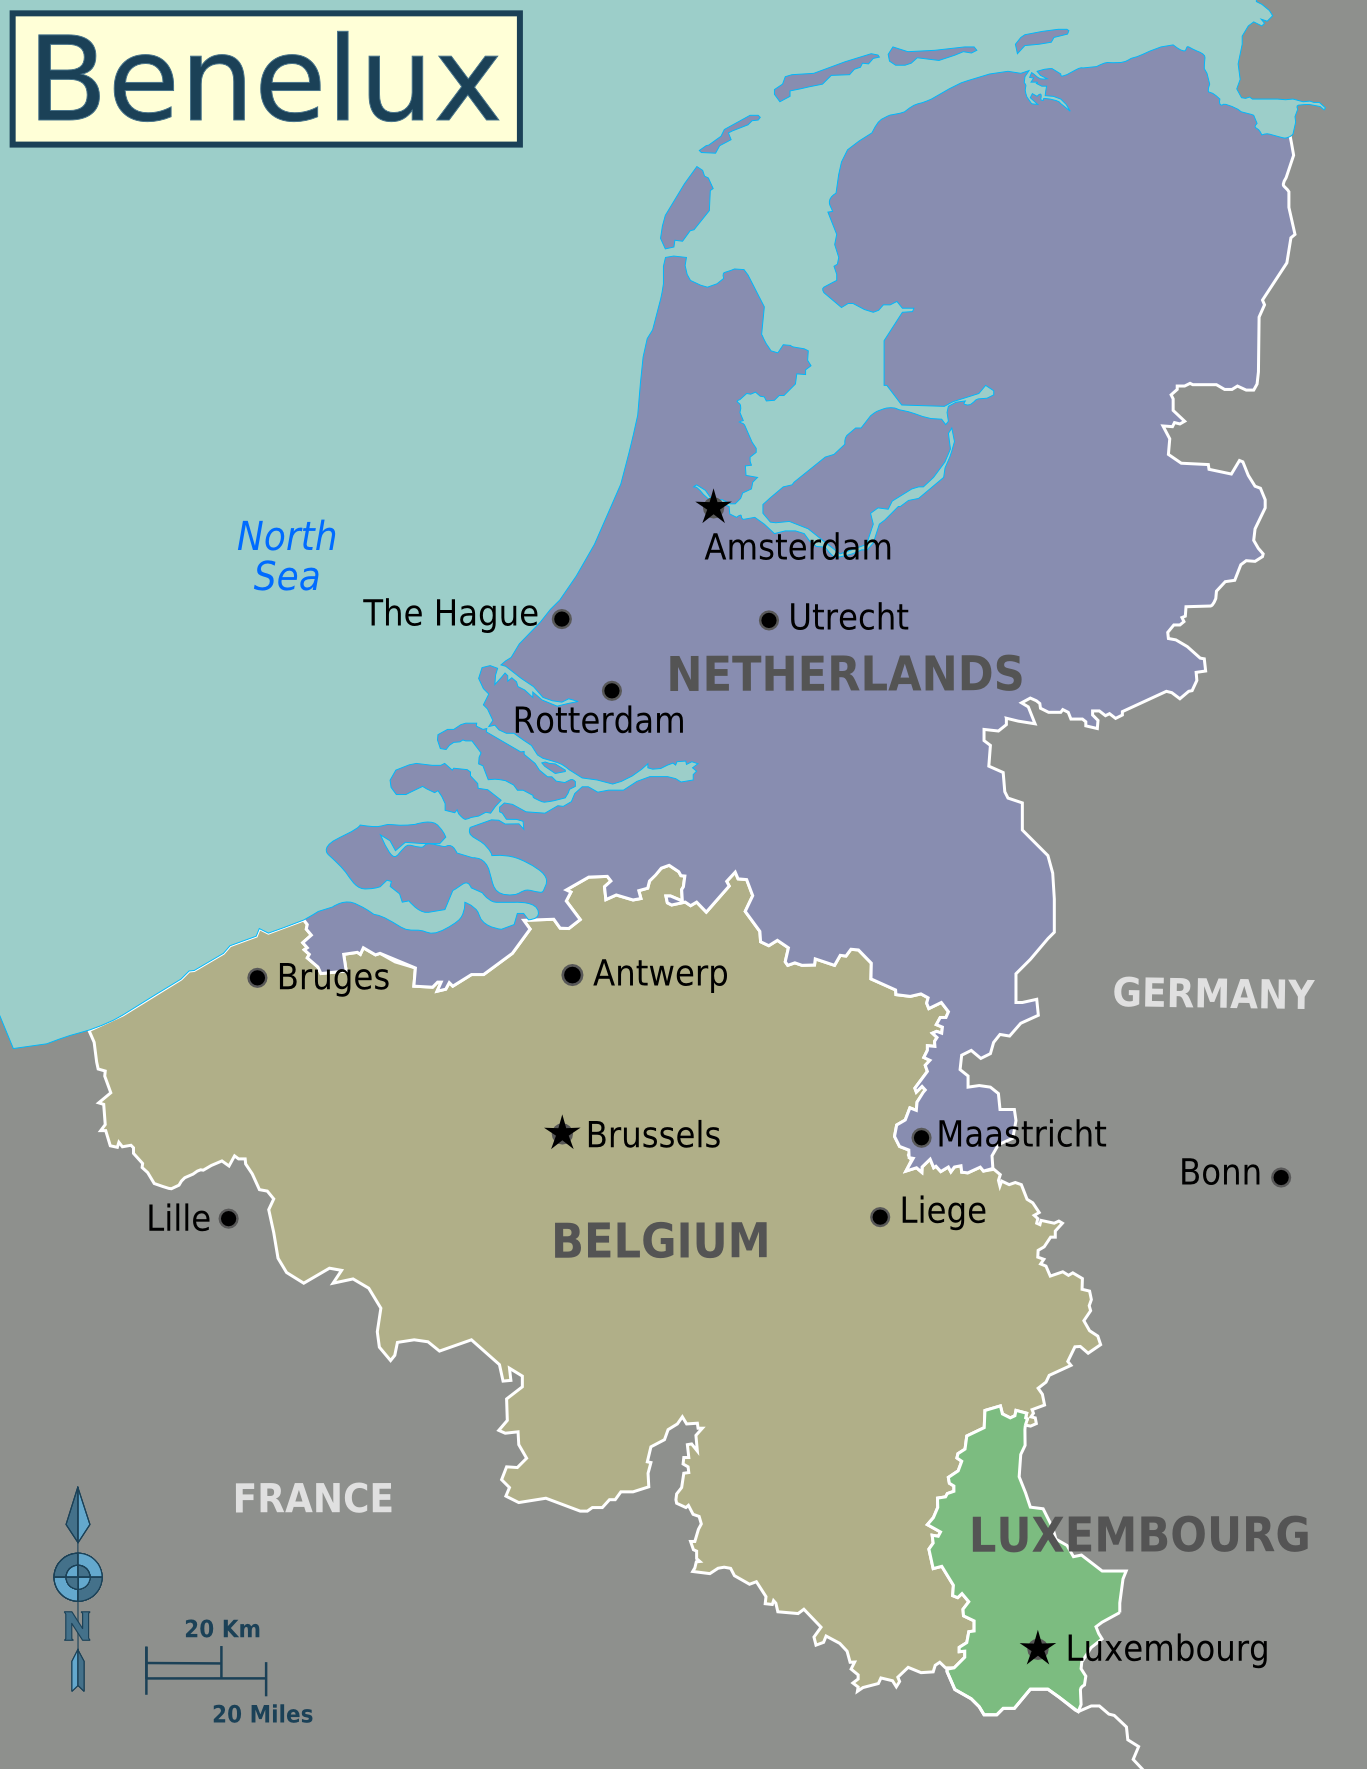 Benelux
North
Sea
Amsterdam
The Hague
Utrecht
NETHERLANDS
Rotterdam
Bruges
Antwerp
GERMANY
Brussels
Maastricht
Bonn
Lille
Liege
BELGIUM
FRANCE
LUXEMBOURG
N
20 Km
Luxembourg
20 Miles